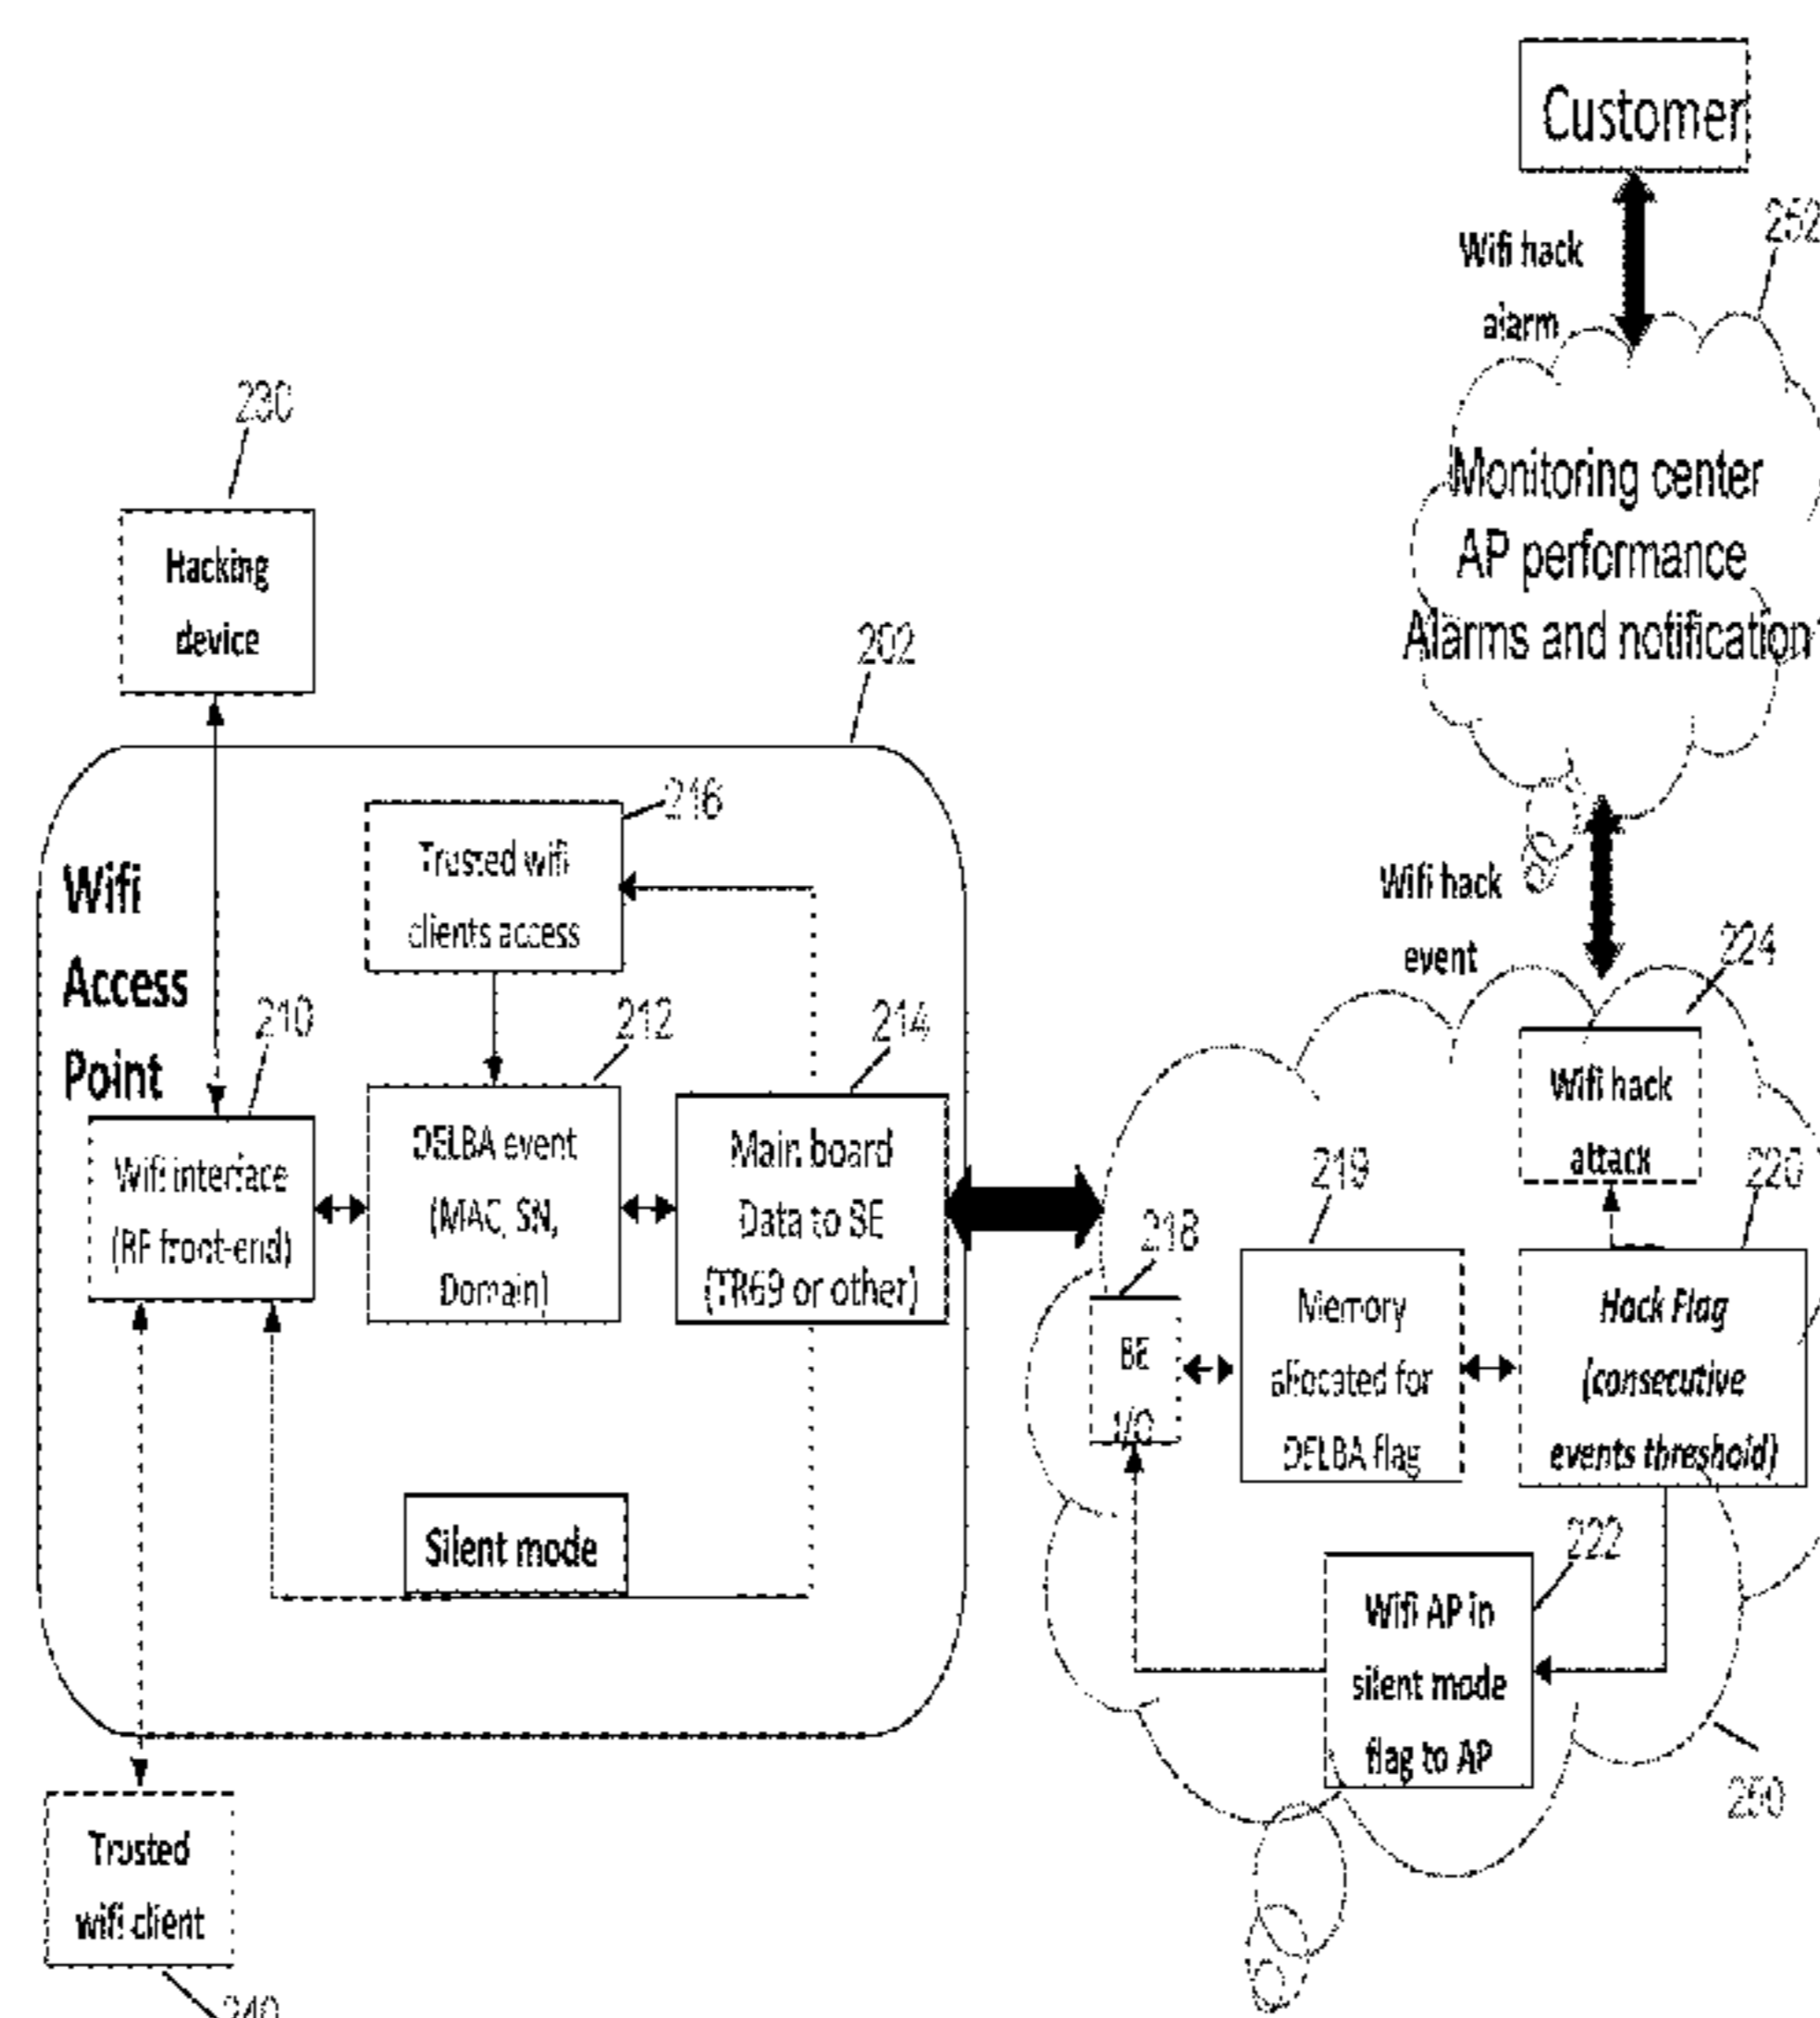 Customer
Wifi hack
alarm
252
Monitoring center
AP performance
Alarms and notification
230
Hacking
device
202
Wifi
Access
Point
216
Trusted wifi
clients access
Wifi hack
event
224
Wifi hack
attack
210
212
214
Wifi interface
(RF front-end)
DELBA event
(MAC, SN,
Domain)
Main board
Data to BE
(TR69 or other)
218
219
220
BE
I/O
Memory
allocated for
DELBA flag
Hack Flag
(consecutive
events threshold)
Silent mode
222
Wifi AP in
silent mode
flag to AP
250
Trusted
wifi client
240